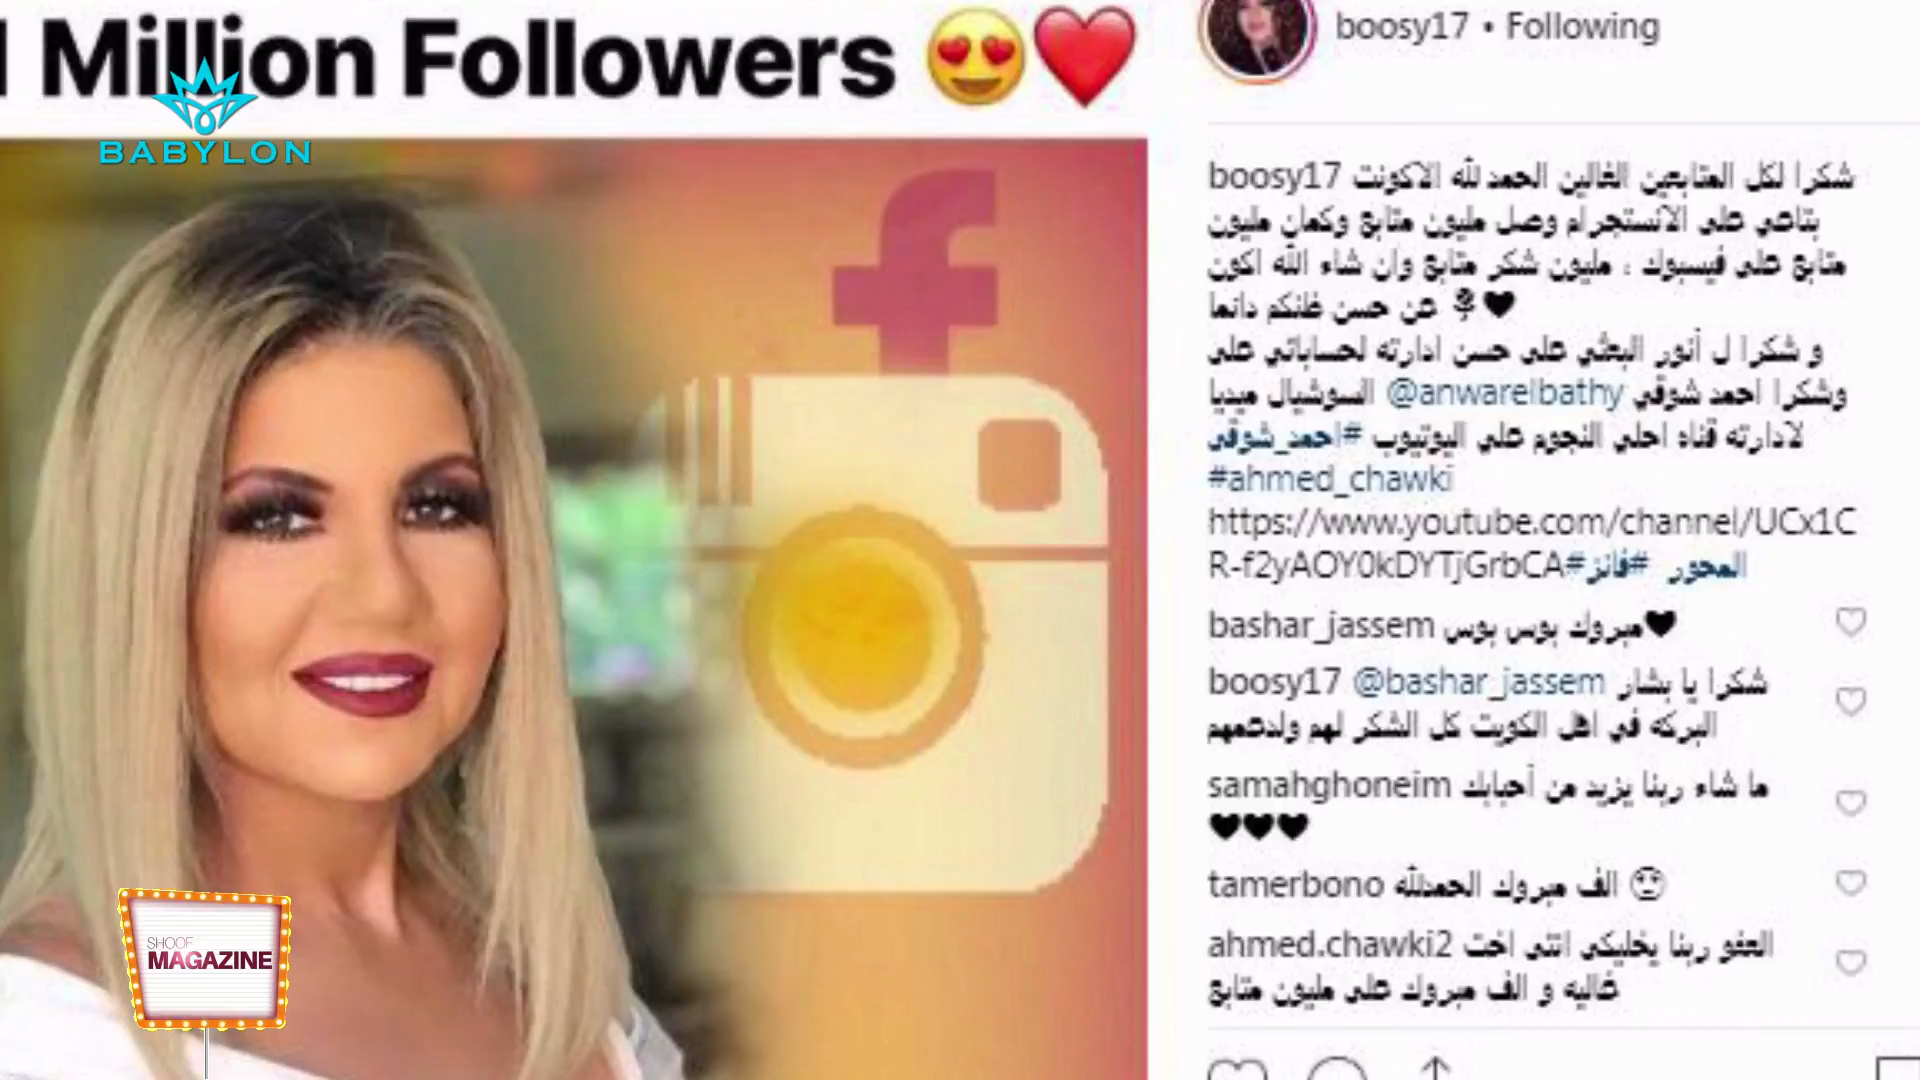 1 Million Followers 😍❤️
BABYLON
boosy17 • Following
boosy17 شكرا لكل المتابعين الغالين الحمدلله الاكونت
بتاعي على الانستجرام وصل مليون متابع وكمان مليون
متابع على فيسبوك ، مليون شكر متابع وان شاء الله اكون
عن حسن ظنكم دائما 🌹♥
و شكرا ل أنور البعثي على حسن ادارته لحساباتي على
السوشيال ميديا @anwarelbathy وشكرا احمد شوقي
لادارته قناه احلى النجوم على اليوتيوب #احمد_شوقي
#ahmed_chawki
https://www.youtube.com/channel/UCx1C
R-f2yAOY0kDYTjGrbCA#المحور #فانز
bashar_jassem مبروك بوس بوس♥
boosy17 @bashar_jassem شكرا يا بشار
البركه في اهل الكويت كل الشكر لهم ولدعمهم
samahghoneim ما شاء ربنا يزيد من أحبابك
♥♥♥
tamerbono الف مبروك الحمدلله
ahmed.chawki2 العفو ربنا يخليكي انتى اخت
غاليه و الف مبروك على مليون متابع
SHOOF
MAGAZINE